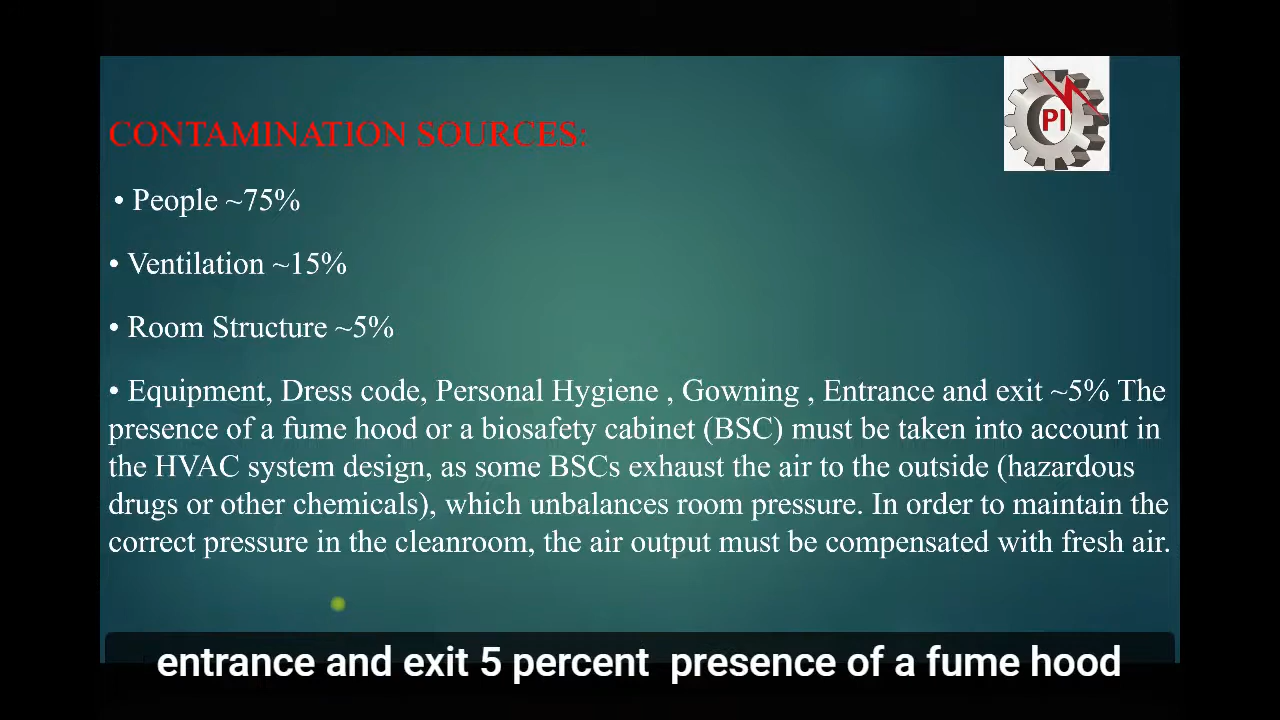 PI
CONTAMINATION SOURCES:
• People ~75%
• Ventilation ~15%
• Room Structure ~5%
• Equipment, Dress code, Personal Hygiene , Gowning , Entrance and exit ~5% The
presence of a fume hood or a biosafety cabinet (BSC) must be taken into account in
the HVAC system design, as some BSCs exhaust the air to the outside (hazardous
drugs or other chemicals), which unbalances room pressure. In order to maintain the
correct pressure in the cleanroom, the air output must be compensated with fresh air.
entrance and exit 5 percent  presence of a fume hood